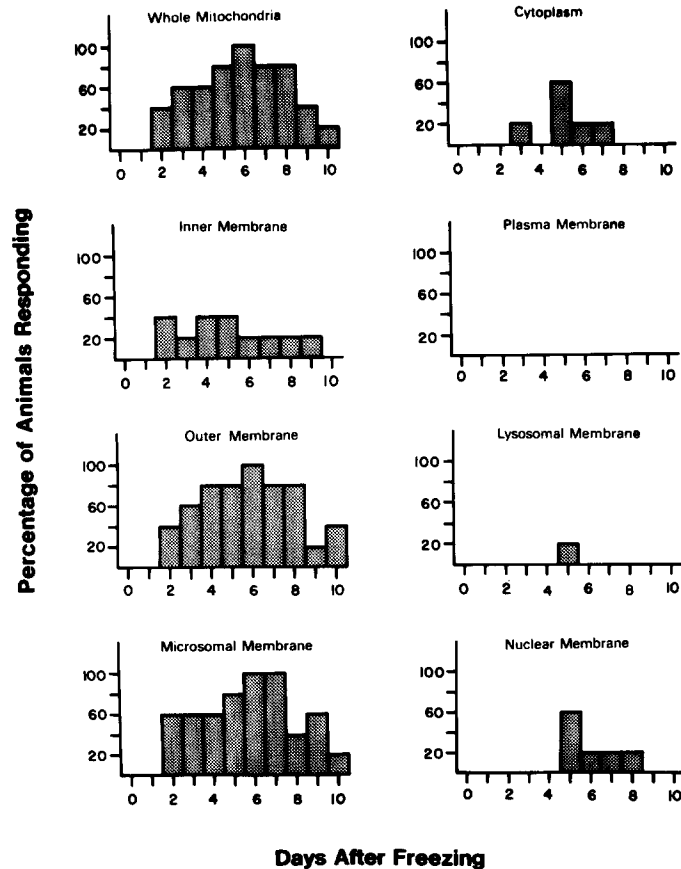 Whole Mitochondria
100
60
20
0 2 4 6 8 10
Cytoplasm
100
60
20
0 2 4 6 8 10
Inner Membrane
100
60
20
0 2 4 6 8 10
Plasma Membrane
100
60
20
0 2 4 6 8 10
Outer Membrane
100
60
20
0 2 4 6 8 10
Lysosomal Membrane
100
60
20
0 2 4 6 8 10
Microsomal Membrane
100
60
20
0 2 4 6 8 10
Nuclear Membrane
100
60
20
0 2 4 6 8 10
Percentage of Animals Responding
Days After Freezing